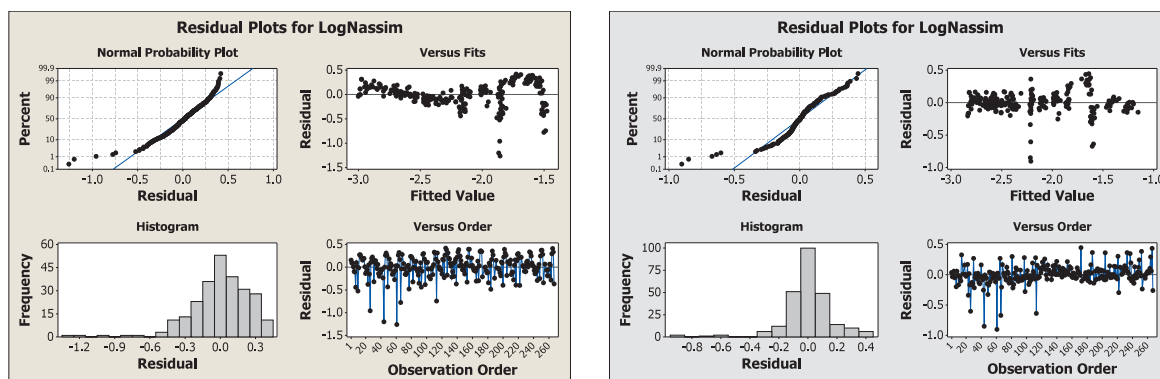 Residual Plots for LogNassim
Normal Probability Plot
Versus Fits
99.9
99
90
50
10
1
0.1
Percent
-1.0 -0.5 0.0 0.5 1.0
Residual
0.5
0.0
-0.5
-1.0
-1.5
Residual
-3.0 -2.5 -2.0 -1.5
Fitted Value
Histogram
Versus Order
60
45
30
15
0
Frequency
-1.2 -0.9 -0.6 -0.3 0.0 0.3
Residual
0.5
0.0
-0.5
-1.0
-1.5
Residual
1 20 40 60 80 100 120 140 160 180 200 220 240 260
Observation Order
Residual Plots for LogNassim
Normal Probability Plot
Versus Fits
99.9
99
90
50
10
1
0.1
Percent
-1.0 -0.5 0.0 0.5
Residual
0.5
0.0
-0.5
-1.0
Residual
-3.0 -2.5 -2.0 -1.5 -1.0
Fitted Value
Histogram
Versus Order
100
75
50
25
0
Frequency
-0.8 -0.6 -0.4 -0.2 0.0 0.2 0.4
Residual
0.5
0.0
-0.5
-1.0
Residual
1 20 40 60 80 100 120 140 160 180 200 220 240 260
Observation Order